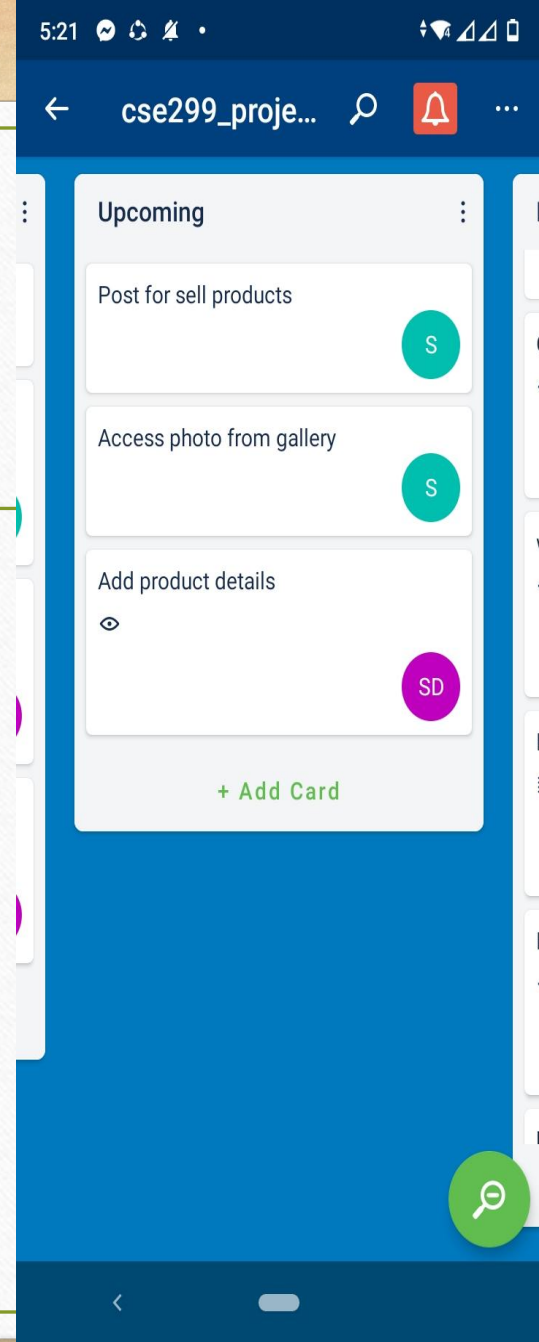 5:21
cse299_proje...
Upcoming
Post for sell products
S
Access photo from gallery
S
Add product details
SD
+ Add Card